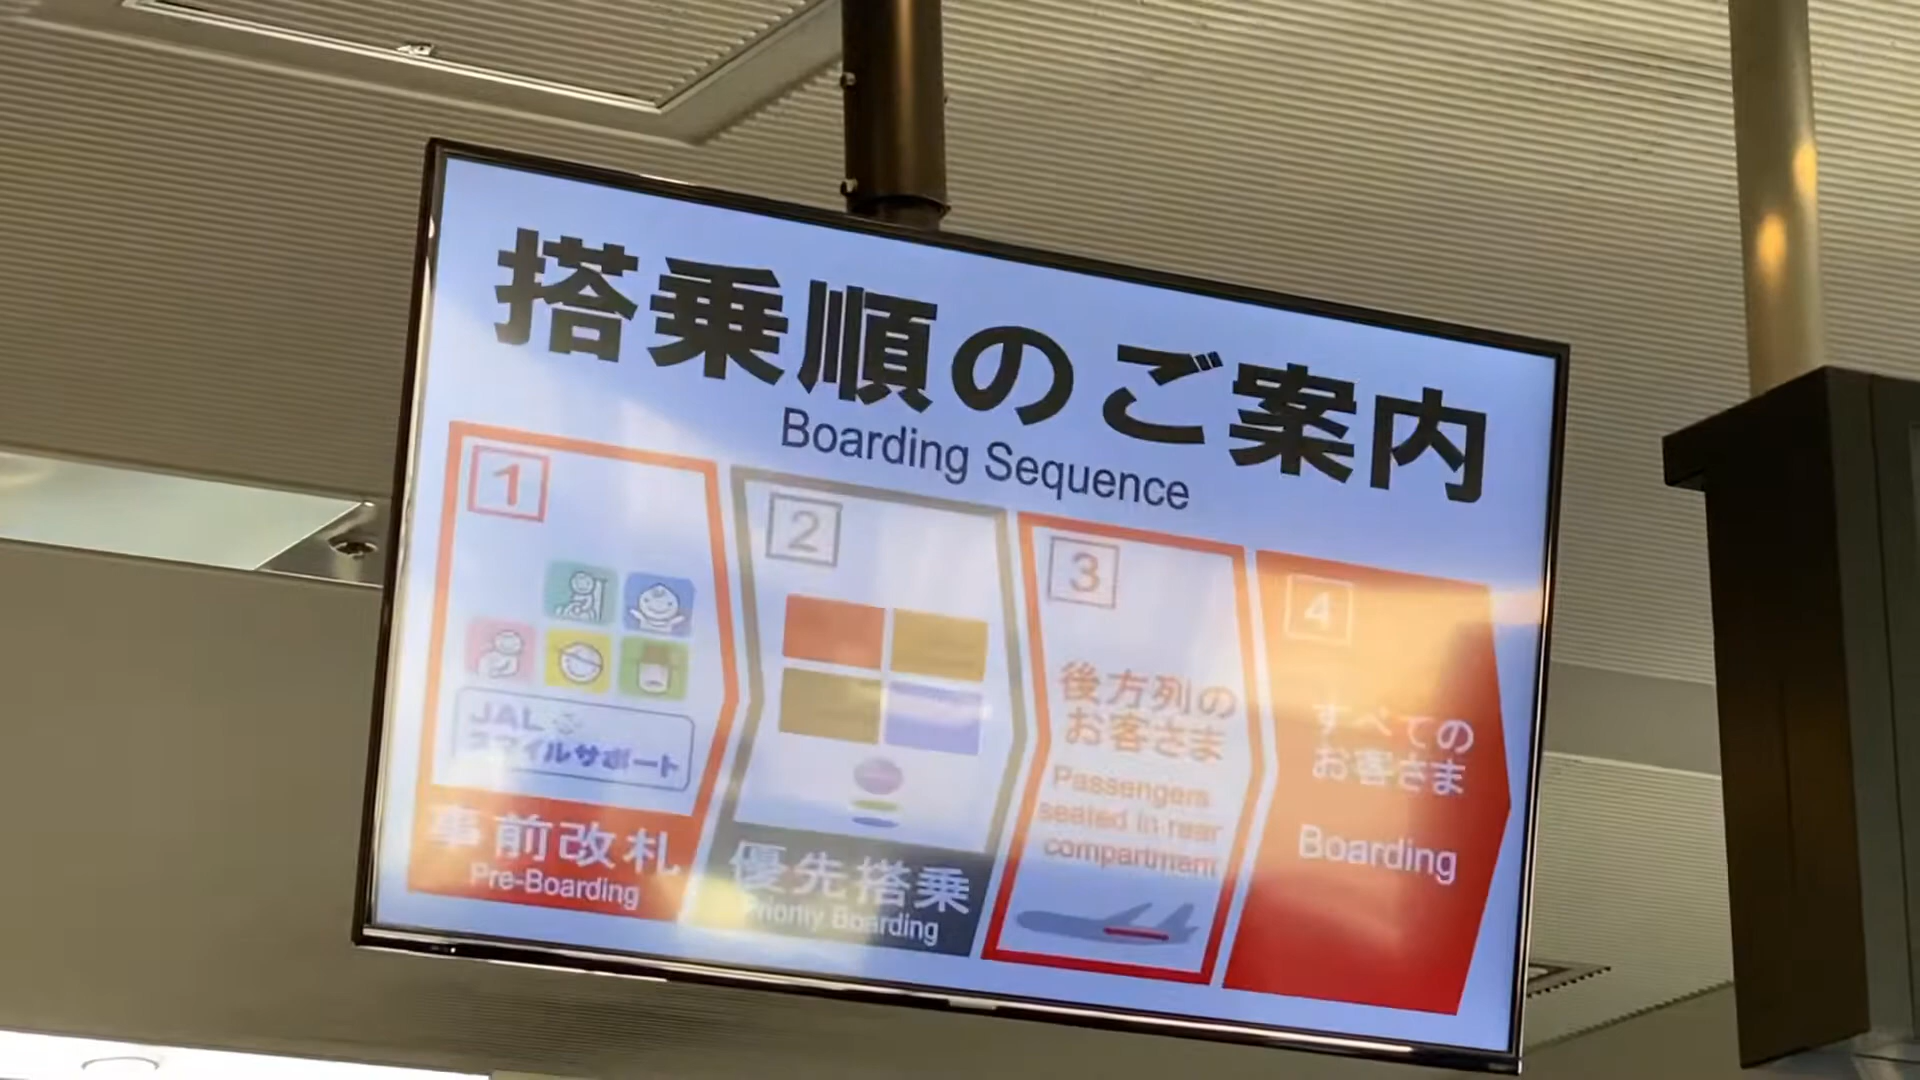 搭乗順のご案内
Boarding Sequence
1
JAL
スマイルサポート
事前改札
Pre-Boarding
2
優先搭乗
Priority Boarding
3
後方列の
お客さま
Passengers
seated in rear
compartment
4
すべての
お客さま
Boarding